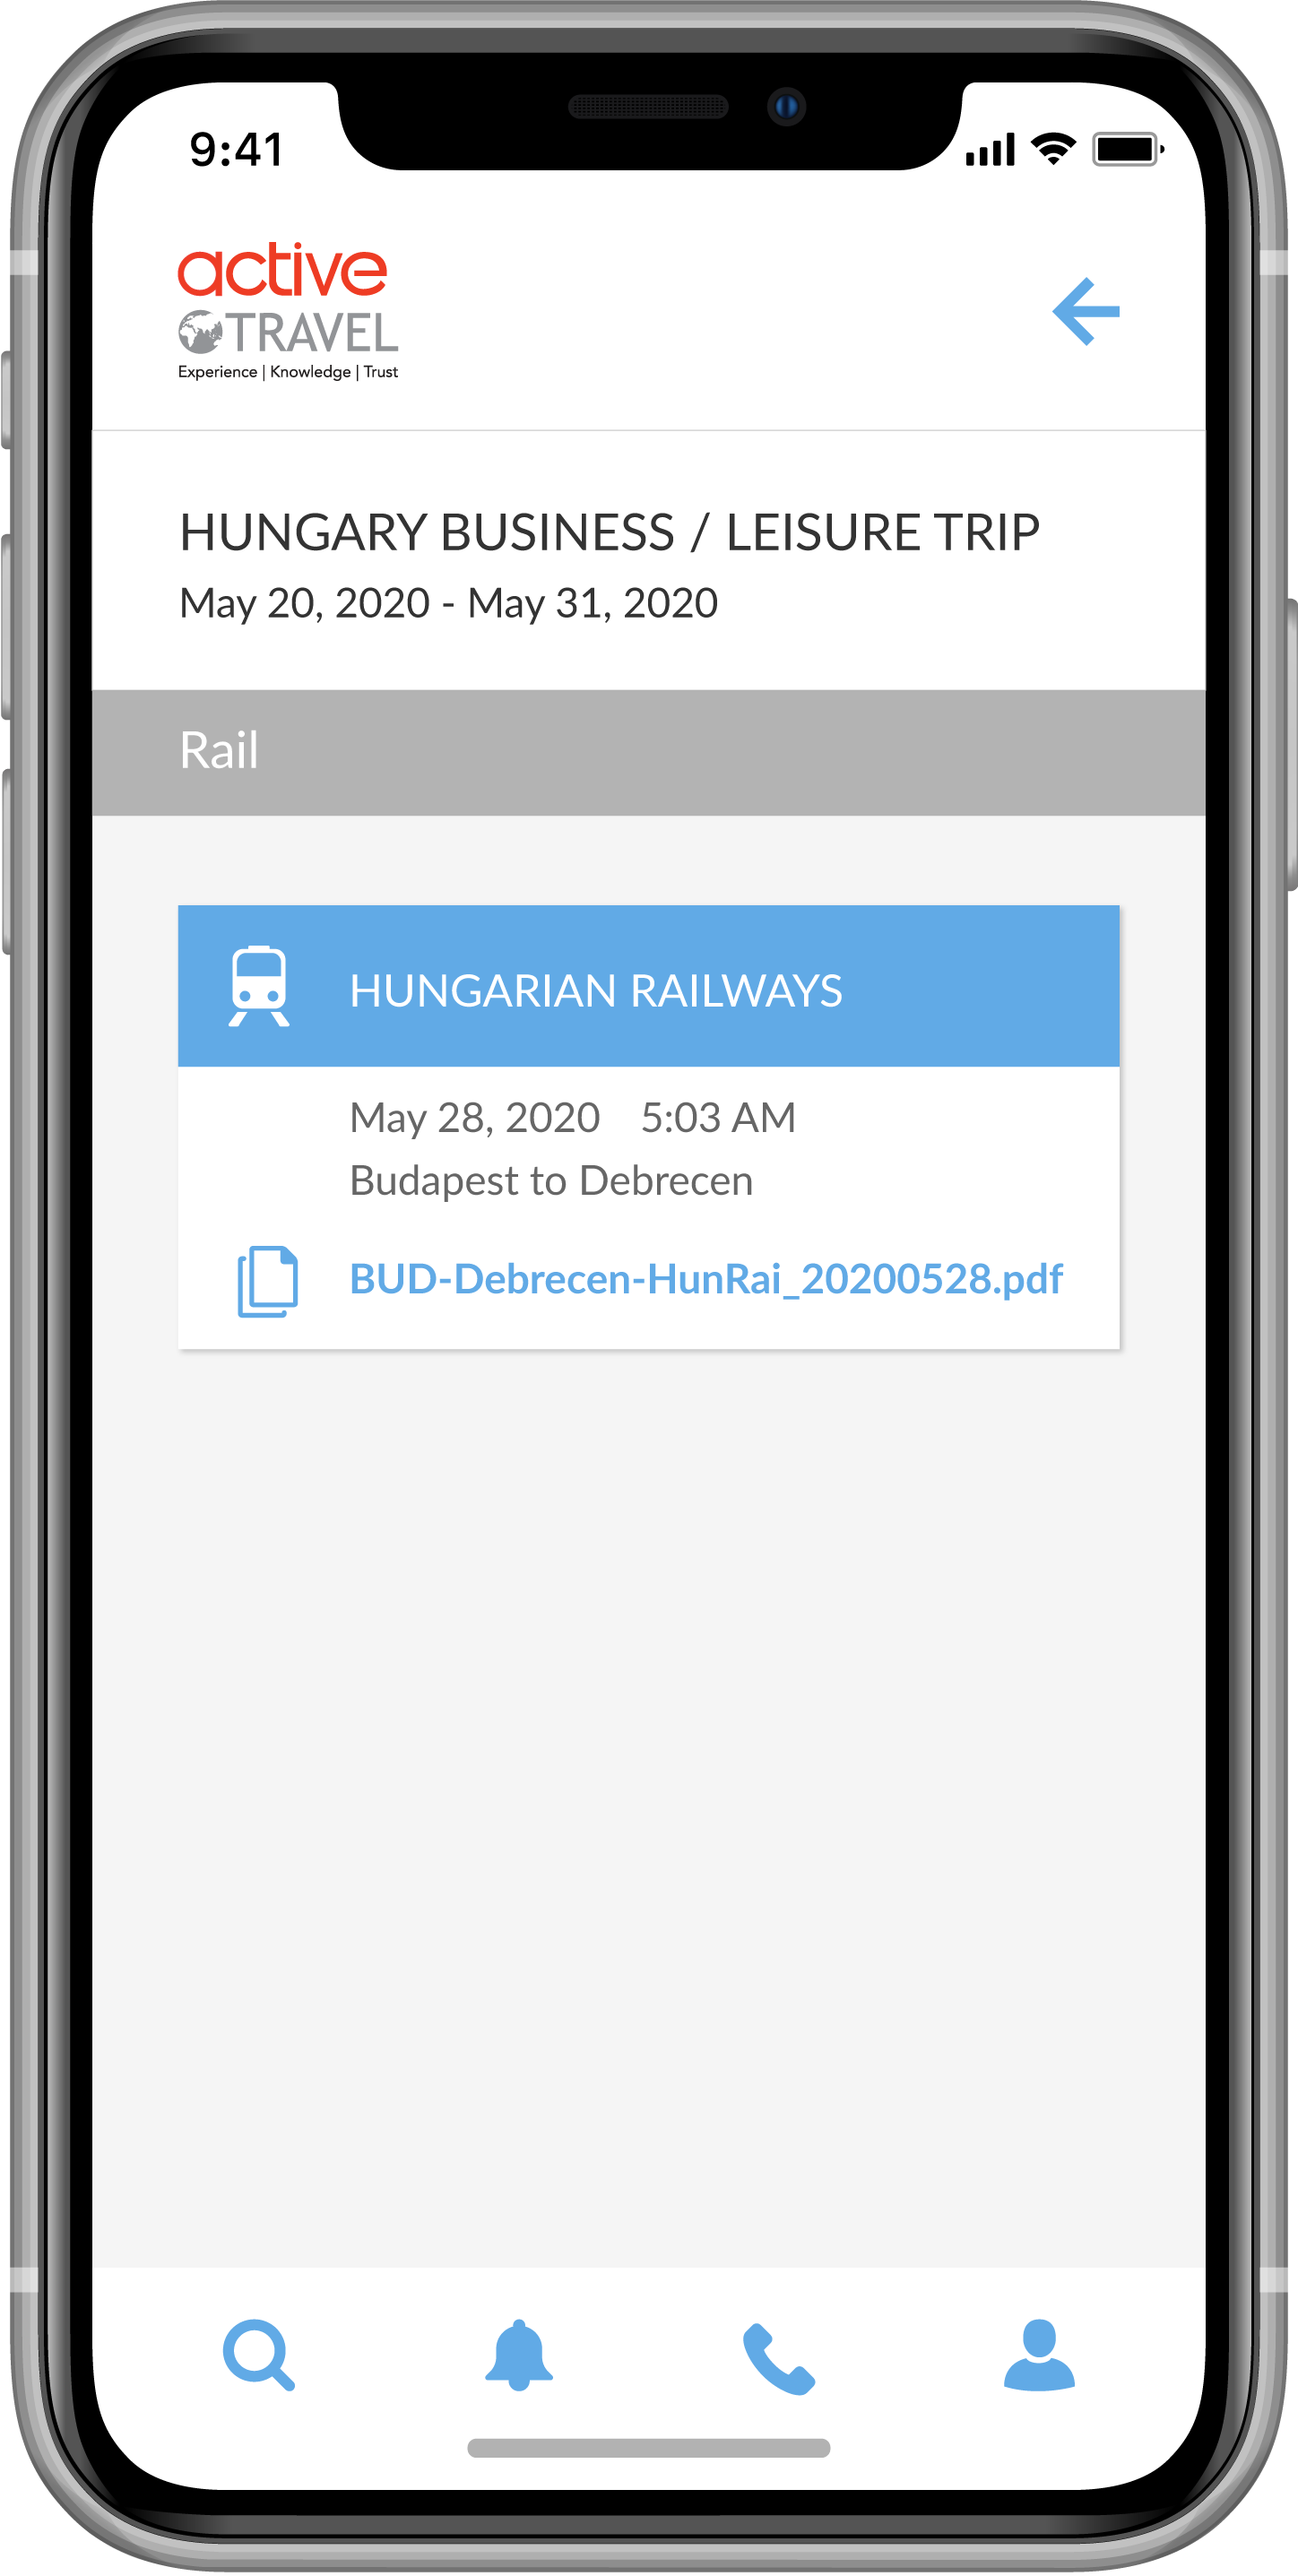 9:41
active
TRAVEL
Experience | Knowledge | Trust
HUNGARY BUSINESS / LEISURE TRIP
May 20, 2020 - May 31, 2020
Rail
HUNGARIAN RAILWAYS
May 28, 2020 5:03 AM
Budapest to Debrecen
BUD-Debrecen-HunRai_20200528.pdf